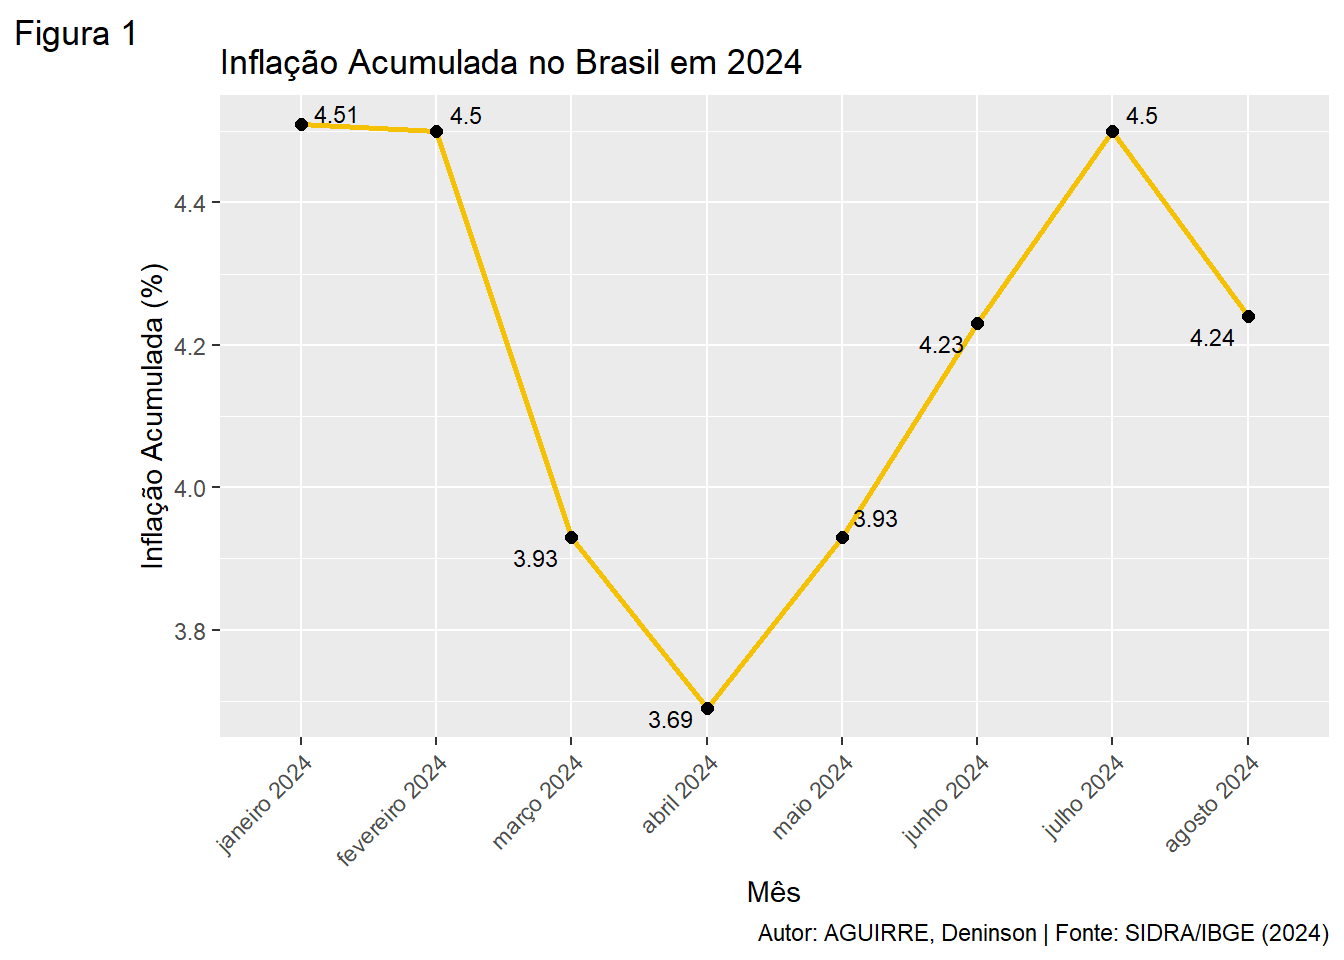 Figura 1
Inflação Acumulada no Brasil em 2024
Inflação Acumulada (%)
4.4
4.2
4.0
3.8
4.51
4.5
3.93
3.69
3.93
4.23
4.5
4.24
janeiro 2024
fevereiro 2024
março 2024
abril 2024
maio 2024
junho 2024
julho 2024
agosto 2024
Mês
Autor: AGUIRRE, Deninson | Fonte: SIDRA/IBGE (2024)